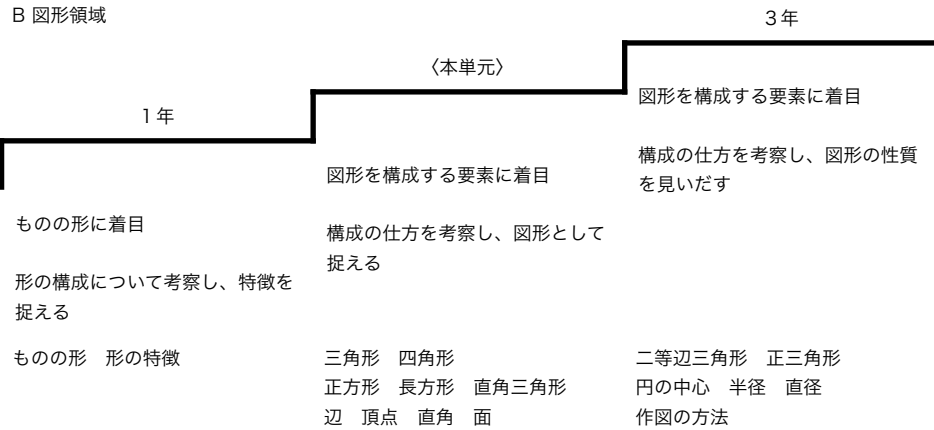 B 図形領域
1年
ものの形に着目
形の構成について考察し、特徴を
捉える
ものの形 形の特徴
〈本単元〉
図形を構成する要素に着目
構成の仕方を考察し、図形として
捉える
三角形 四角形
正方形 長方形 直角三角形
辺 頂点 直角 面
3年
図形を構成する要素に着目
構成の仕方を考察し、図形の性質
を見いだす
二等辺三角形 正三角形
円の中心 半径 直径
作図の方法